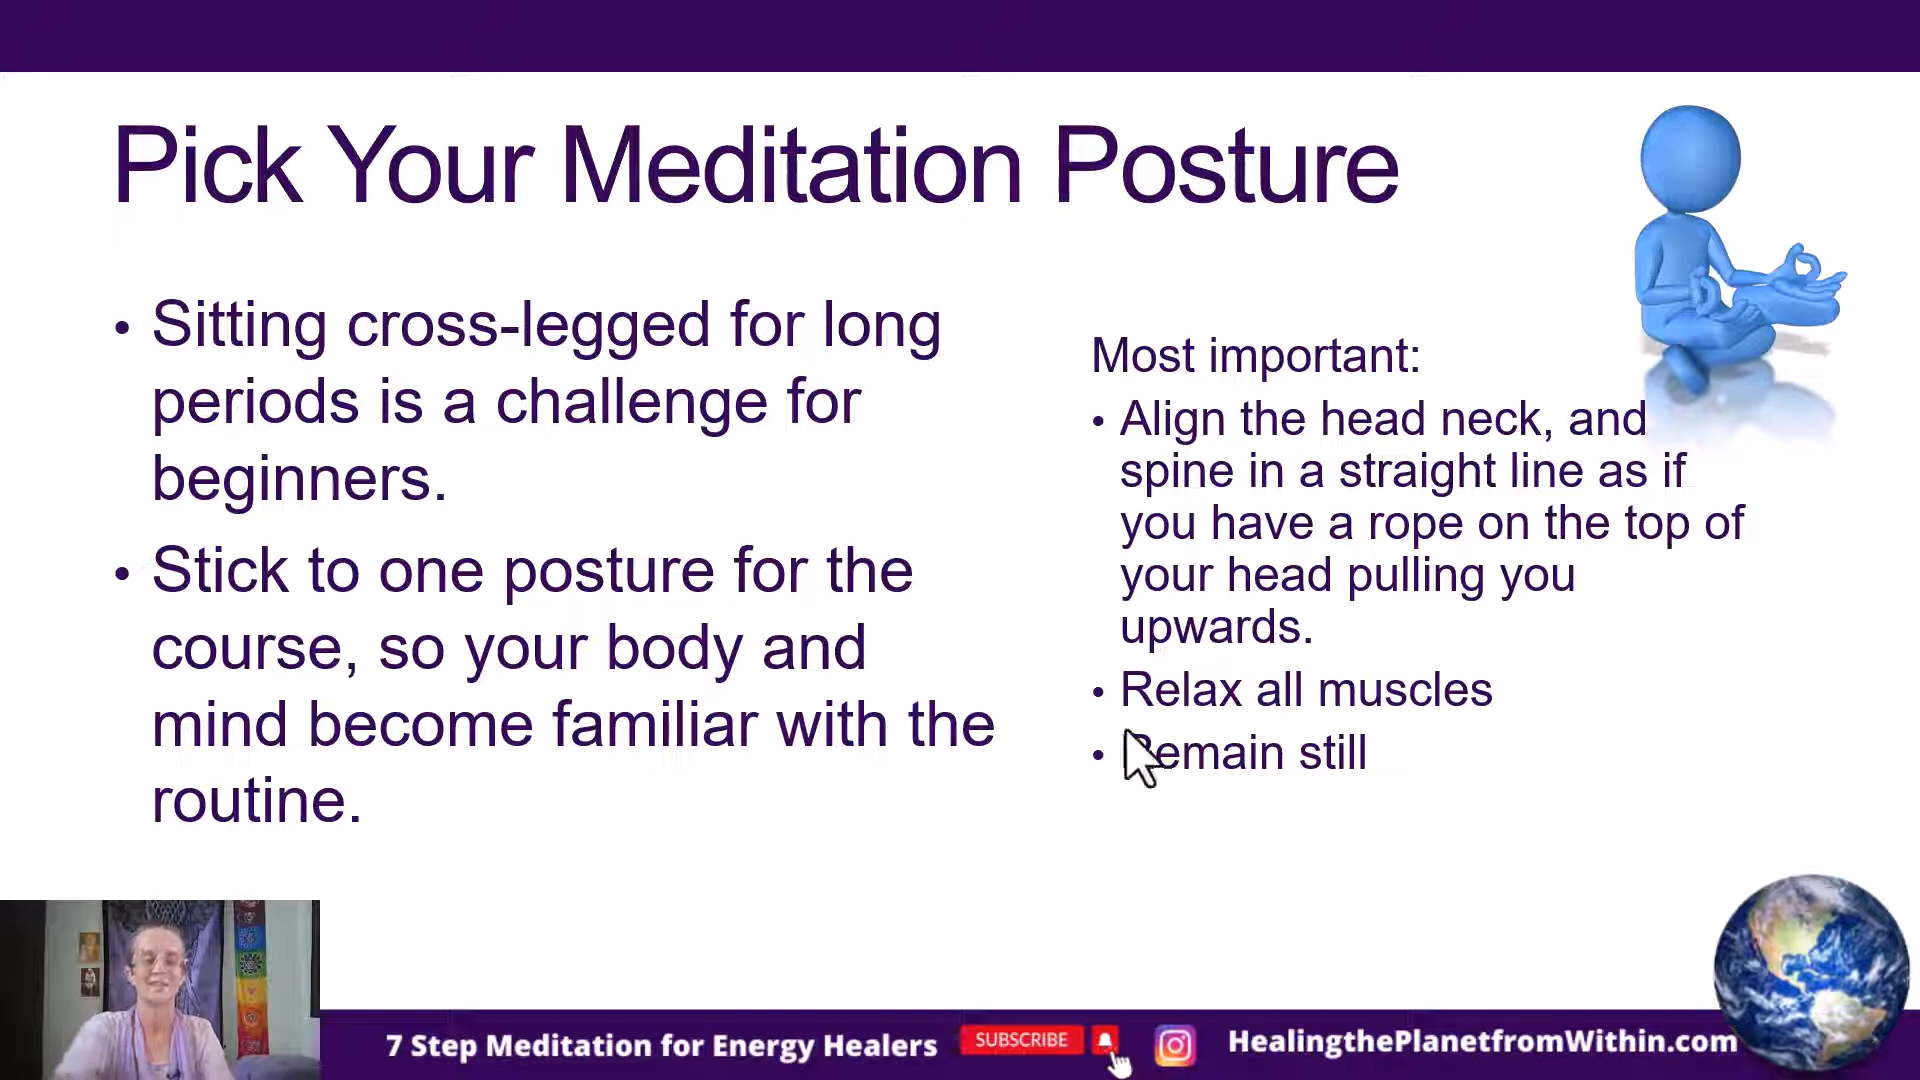 Pick Your Meditation Posture
• Sitting cross-legged for long
periods is a challenge for
beginners.
• Stick to one posture for the
course, so your body and
mind become familiar with the
routine.
Most important:
• Align the head neck, and
spine in a straight line as if
you have a rope on the top of
your head pulling you
upwards.
• Relax all muscles
• Remain still
7 Step Meditation for Energy Healers
SUBSCRIBE
HealingthePlanetfromWithin.com